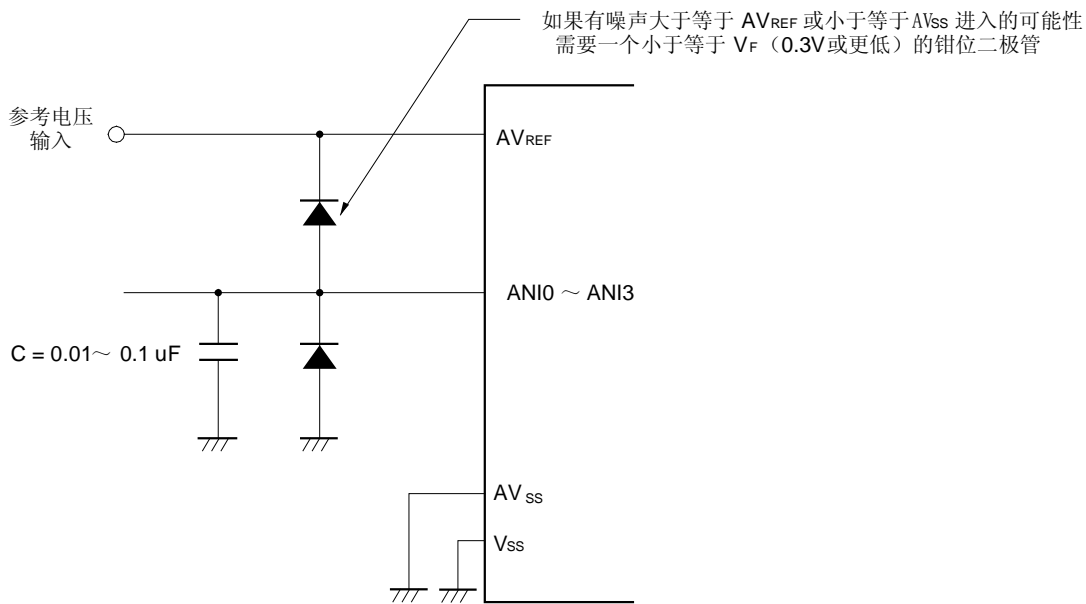 如果有噪声大于等于 AVREF 或小于等于AVSS 进入的可能性
需要一个小于等于 VF（0.3V或更低）的钳位二极管
参考电压
输入
AVREF
ANI0 ～ ANI3
C = 0.01～ 0.1 uF
AV SS
VSS